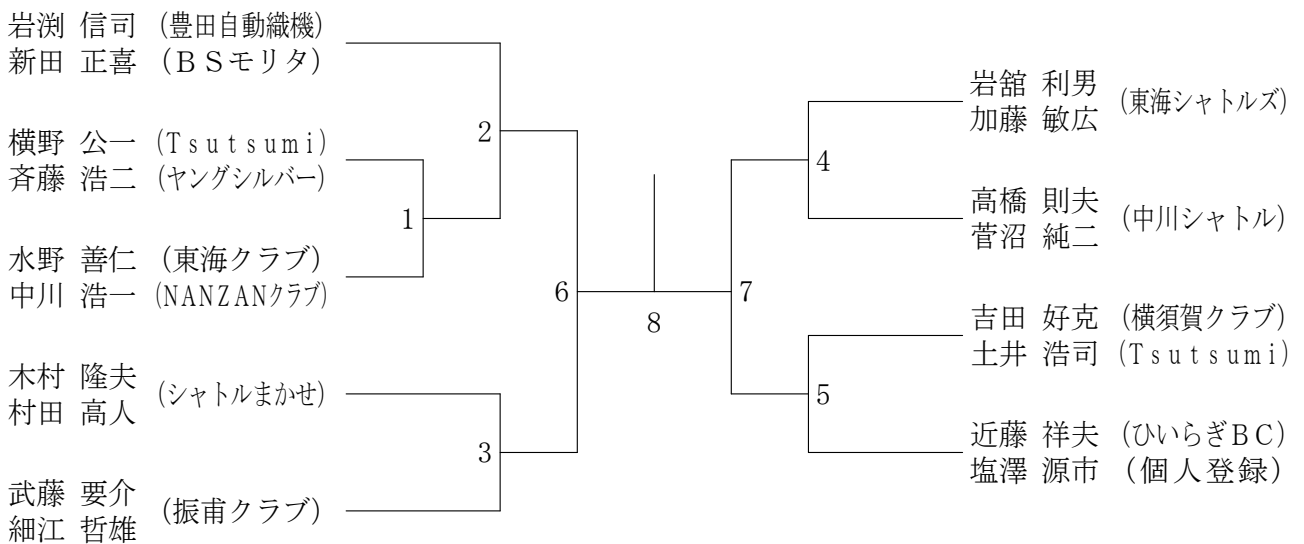 岩渕 信司 (豊田自動織機)
新田 正喜 (BSモリタ)
横野 公一 (Tsutsumi)
斉藤 浩二 (ヤングシルバー)
水野 善仁 (東海クラブ)
中川 浩一 (NANZANクラブ)
木村 隆夫
村田 高人
(シャトルまかせ)
武藤 要介
細江 哲雄
(振甫クラブ)
2
1
3
6
8
7
4
5
岩舘 利男
加藤 敏広
(東海シャトルズ)
高橋 則夫
菅沼 純二
(中川シャトル)
吉田 好克 (横須賀クラブ)
土井 浩司 (Tsutsumi)
近藤 祥夫 (ひいらぎBC)
塩澤 源市 (個人登録)